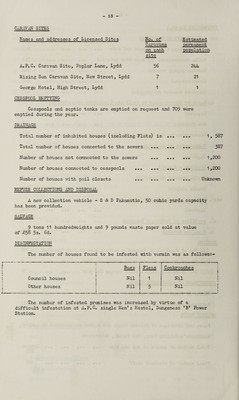 - 18 -
CARAVAN SITES
Names and addresses of Licensed Sites No. of Caravans on each site Estimated permanent population
A.P.C. Caravan Site, Poplar Lane, Lydd 56 244
Rising Sun Caravan Site, New Street, Lydd 7 21
George Hotel, High Street, Lydd 1 1
CESSPOOL EMPTYING
Cesspools and septic tanks are emptied on request and 709 were
emptied during the year.
DRAINAGE
Total number of inhabited houses (including Flats) is ... ... 1, 587
Total number of houses connected to the sewers ... ... 387
Number of houses not connected to the sewers ... ... 1,200
Number of houses connected to cesspools ... ... ... 1,200
Number of houses with pail closets ... ... ... Unknown
REFUSE COLLECTIONS AND DISPOSAL
A new collection vehicle - S & D Fukematic, 50 cubic yards capacity
has been provided.
SALVAGE
9 tons 11 hundredweights and 9 pounds waste paper sold at value
of £58 5s. 6d.
DISINFESTATION
The number of houses found to be infested with vermin was as follows:-
Bugs Fleas Cockroaches
Council houses Nil 1 Nil
Other houses Nil 5 Nil
The number of infested premises was increased by virtue of a
difficult infestation at A.P.C. single men's Hostel, Dungeness 'B' Power
Station.